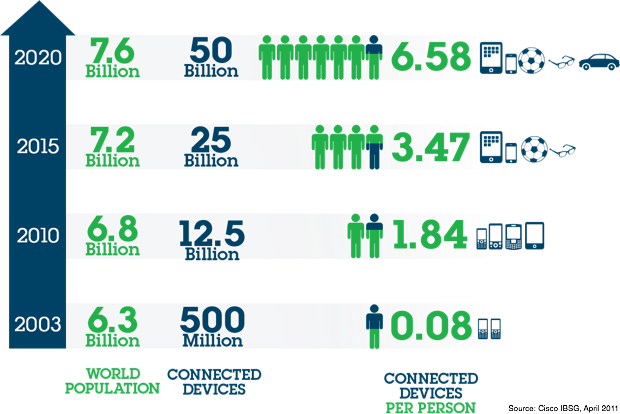 2020 7.6 Billion 50 Billion 6.58
2015 7.2 Billion 25 Billion 3.47
2010 6.8 Billion 12.5 Billion 1.84
2003 6.3 Billion 500 Million 0.08
WORLD POPULATION
CONNECTED DEVICES
CONNECTED DEVICES PER PERSON
Source: Cisco IBSG, April 2011